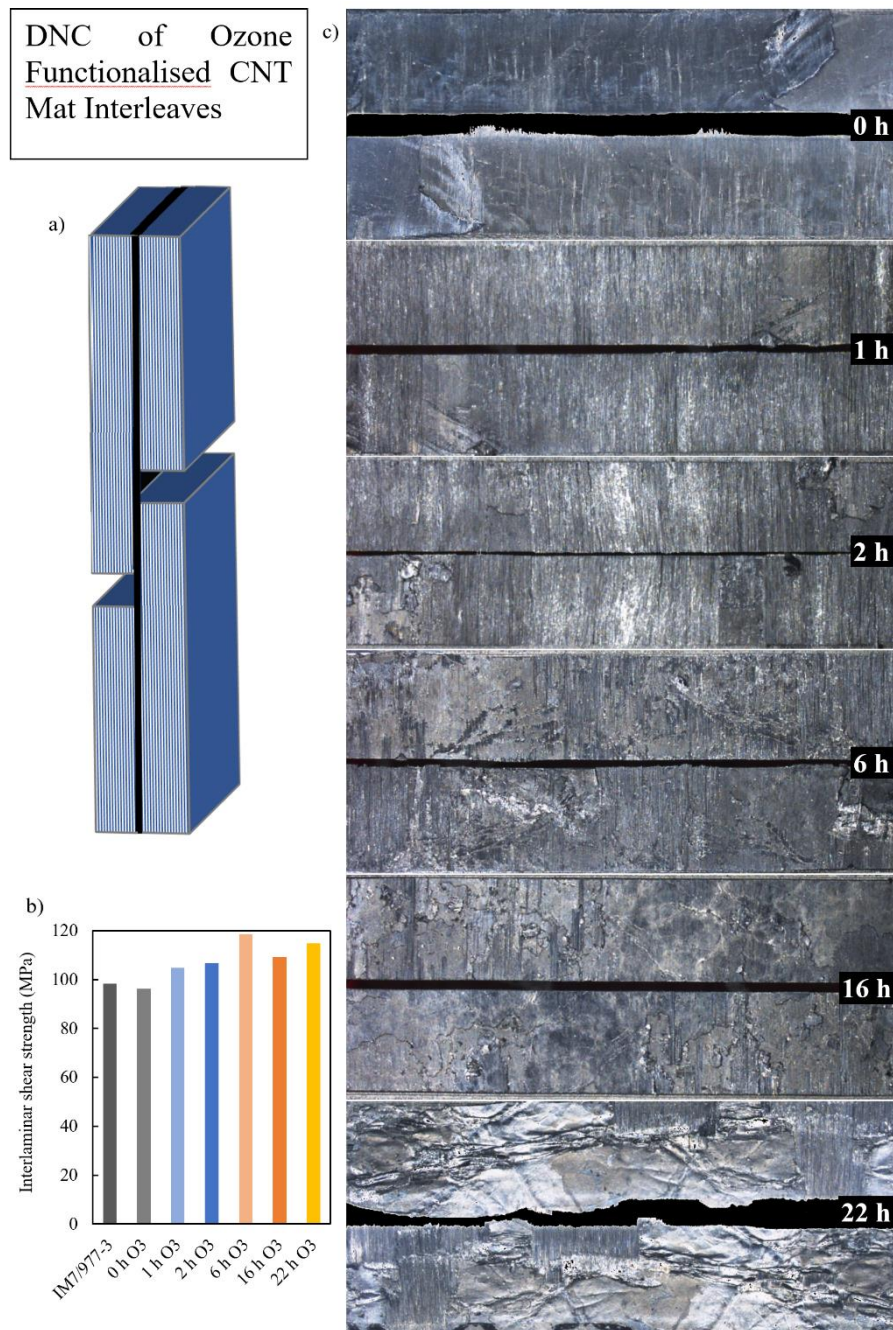 DNC of Ozone
Functionalised CNT
Mat Interleaves
a)
b)
Interlaminar shear strength (MPa)
120
100
80
60
40
20
0
IM7/977-3
0 h O3
1 h O3
2 h O3
6 h O3
16 h O3
22 h O3
c)
0 h
1 h
2 h
6 h
16 h
22 h